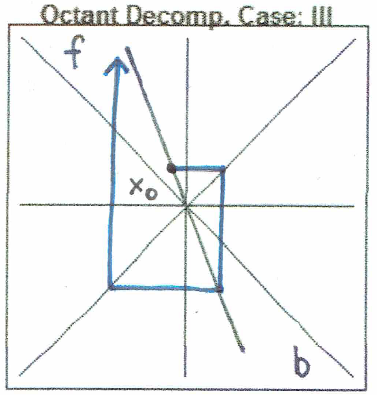 Octant Decomp. Case: III
f
x₀
b